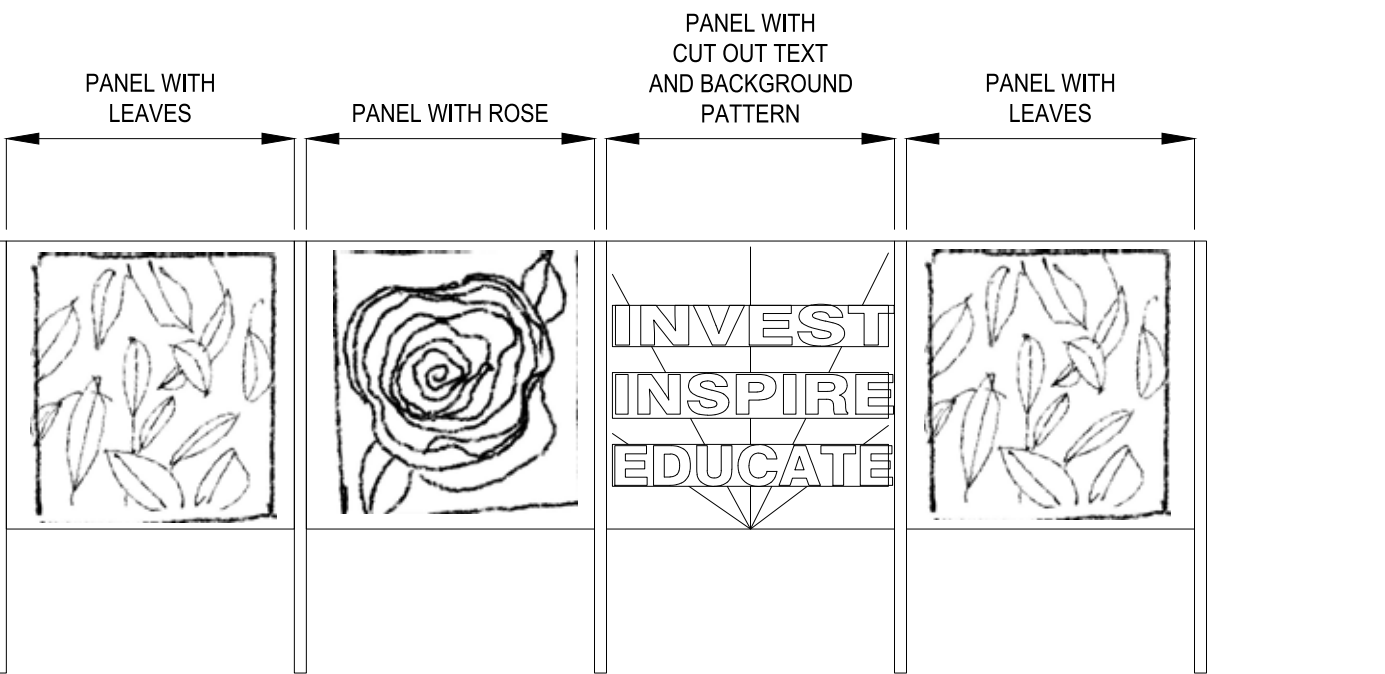 PANEL WITH
LEAVES
PANEL WITH ROSE
PANEL WITH
CUT OUT TEXT
AND BACKGROUND
PATTERN
PANEL WITH
LEAVES
INVEST
INSPIRE
EDUCATE